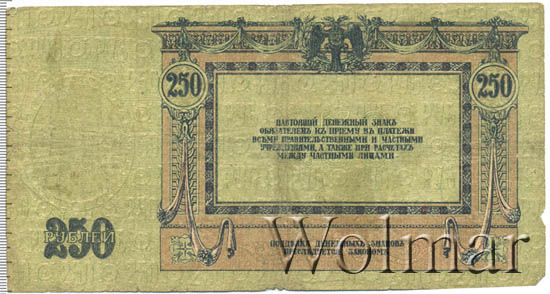 250
250
НАСТОЯЩІЙ ДЕНЕЖНЫЙ ЗНАКЪ
ОБЯЗАТЕЛЕНЪ КЪ ПРІЕМУ ВЪ ПЛАТЕЖИ
ВСѢМИ ПРАВИТЕЛЬСТВЕННЫМИ И ЧАСТНЫМИ
УЧРЕЖДЕНІЯМИ, А ТАКЖЕ ПРИ РАСЧЕТАХЪ
МЕЖДУ ЧАСТНЫМИ ЛИЦАМИ
250
РУБЛЕЙ
ПОДДѢЛКА ДЕНЕЖНЫХЪ ЗНАКОВЪ
ПРЕСЛѢДУЕТСЯ ЗАКОНОМЪ
Wolmar